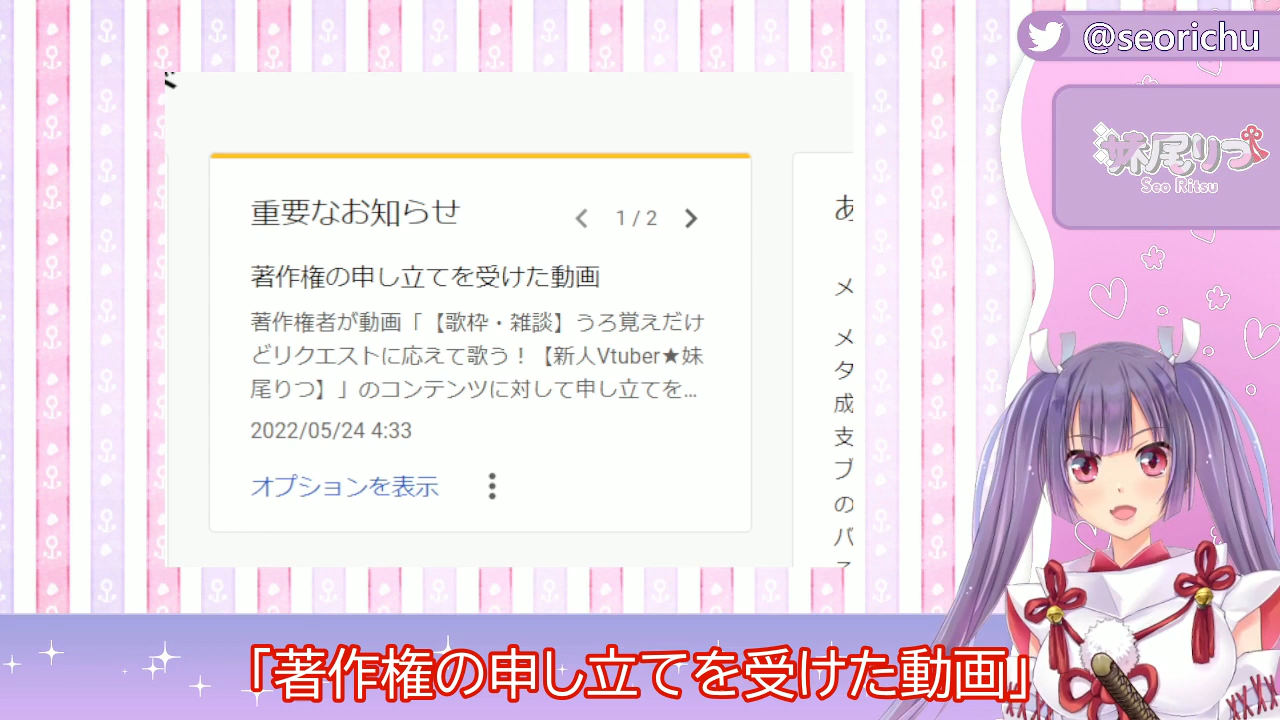 @seorichu
妹尾りつ
Seo Ritsu
重要なお知らせ
1 / 2
著作権の申し立てを受けた動画
著作権者が動画「【歌枠・雑談】うろ覚えだけ
どリクエストに応えて歌う！【新人Vtuber★妹
尾りつ】」のコンテンツに対して申し立てを...
2022/05/24 4:33
オプションを表示
あ
メ
メ
タ
成
支
ブ
の
バ
「著作権の申し立てを受けた動画」